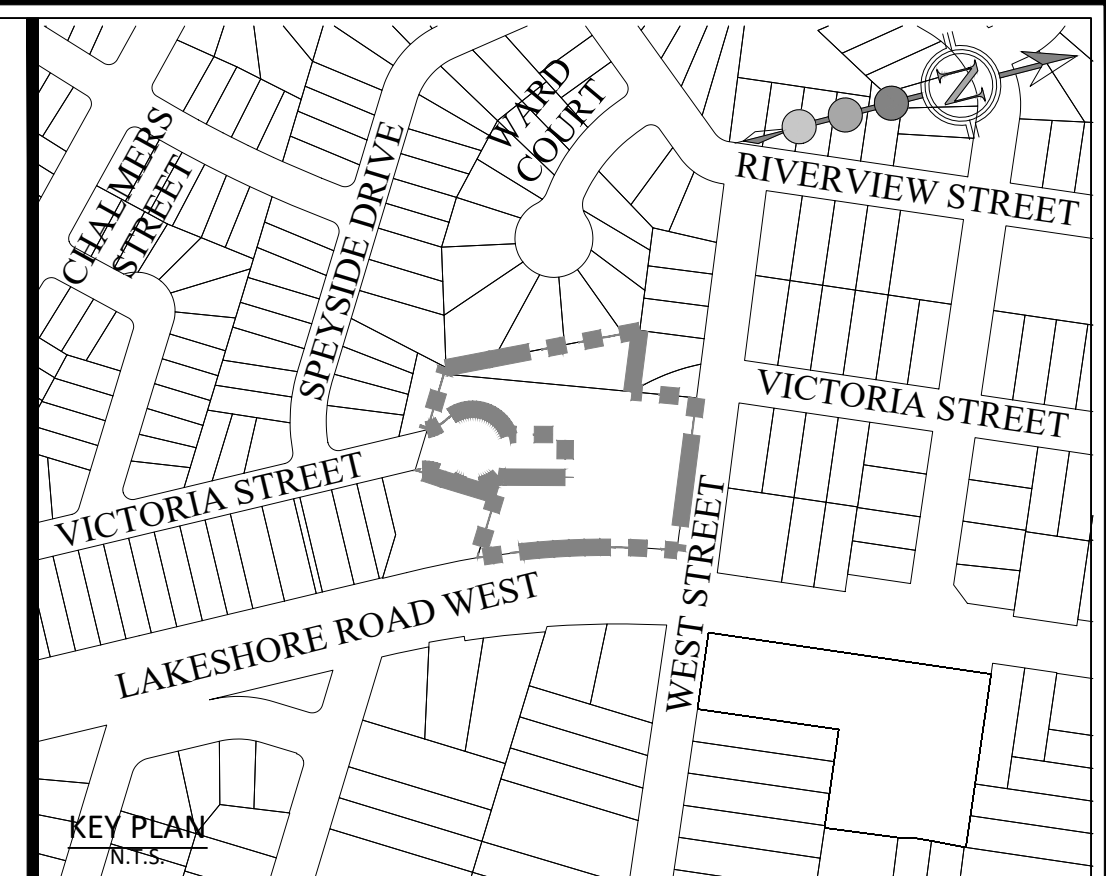 WARD
COURT
N
CHALMERS
STREET
SPEYSIDE DRIVE
RIVERVIEW STREET
VICTORIA STREET
VICTORIA STREET
WEST STREET
LAKESHORE ROAD WEST
KEY PLAN
N.T.S.